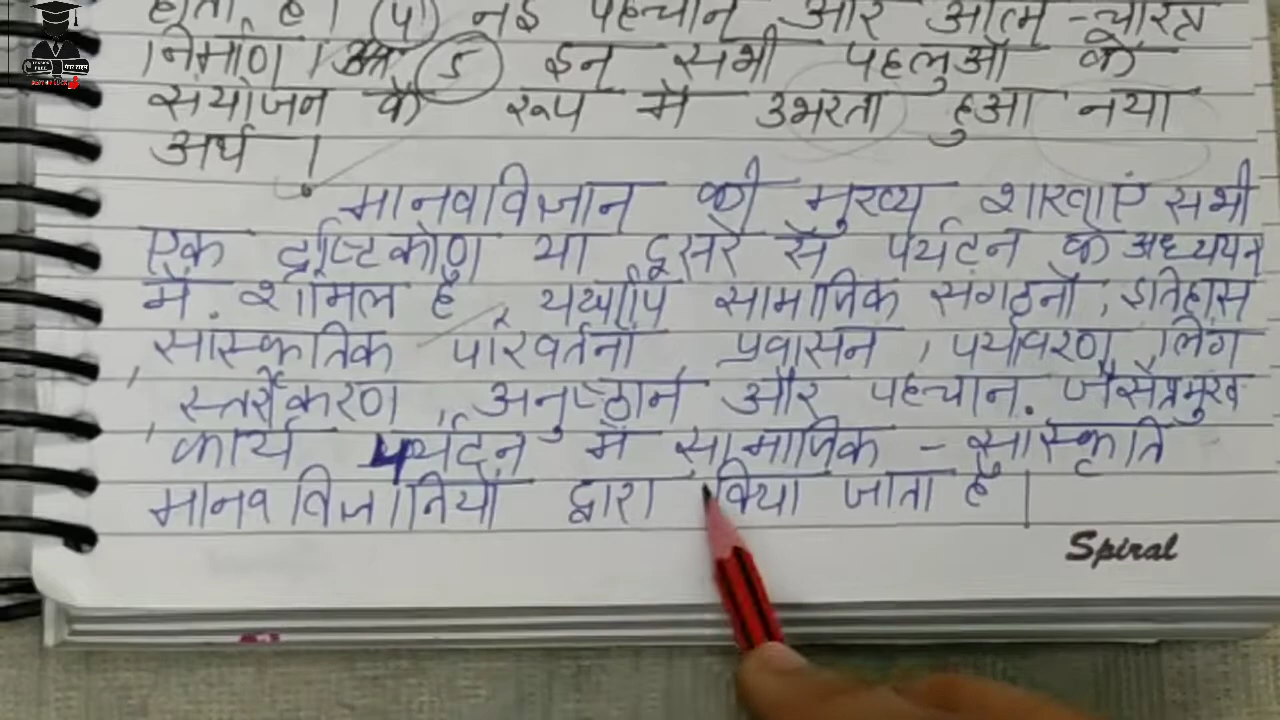 होता है। (4) नई पहचान और आत्म-चरित्र
निर्माण। 5 इन सभी पहलुओं के
संयोजन के रूप में उभरता हुआ नया
अर्थ।
मानवविज्ञान की मुख्य शाखाएं सभी
एक दृष्टिकोण या दूसरे से पर्यटन के अध्ययन
में शामिल है, यद्यपि सामाजिक संगठनों, इतिहास
सांस्कृतिक परिवर्तनों प्रवासन, पर्यावरण, लिंग
, स्तरीकरण, अनुष्ठान और पहचान. जैसे प्रमुख
कार्य पर्यटन में सामाजिक - सांस्कृति
मानव विज्ञानियों द्वारा किया जाता है।
Spiral